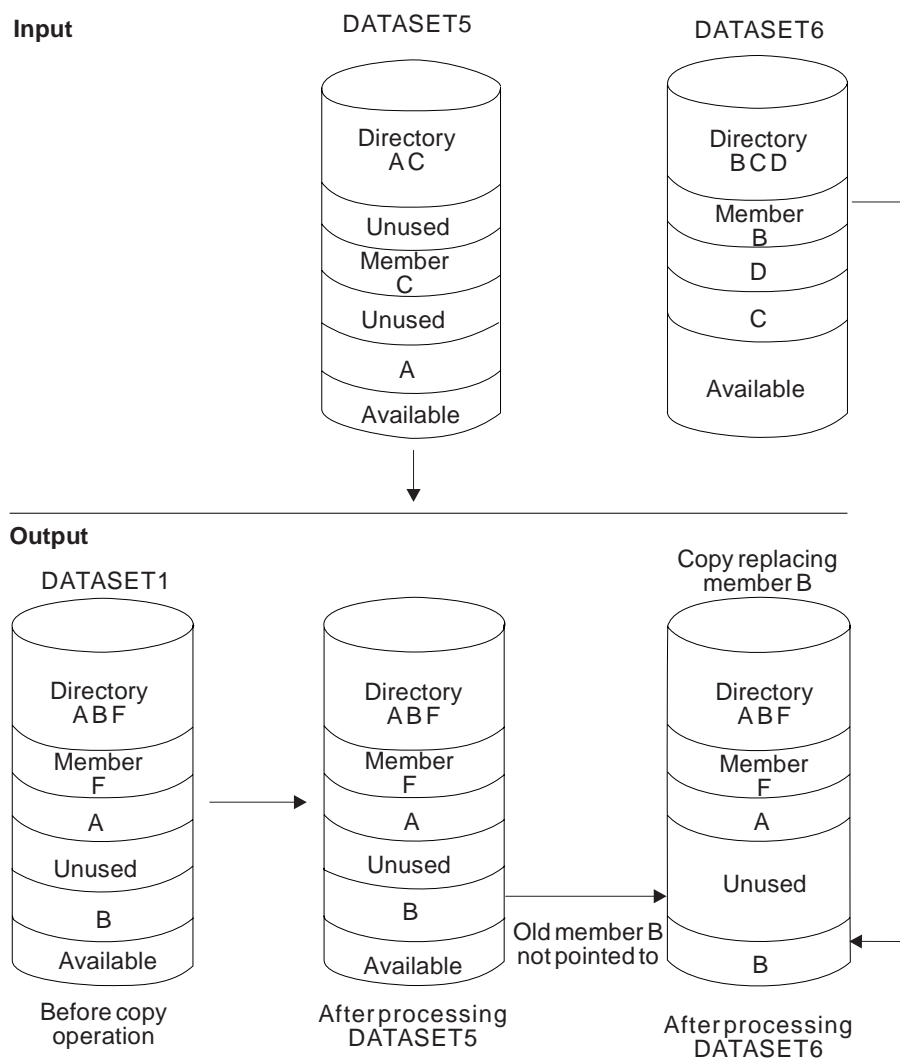 Input
DATASET5
Directory
A C
Unused
Member
C
Unused
A
Available
DATASET6
Directory
B C D
Member
B
D
C
Available
Output
DATASET1
Directory
A B F
Member
F
A
Unused
B
Available
Before copy
operation
Directory
A B F
Member
F
A
Unused
B
Available
After processing
DATASET5
Old member B
not pointed to
Copy replacing
member B
Directory
A B F
Member
F
A
Unused
B
After processing
DATASET6